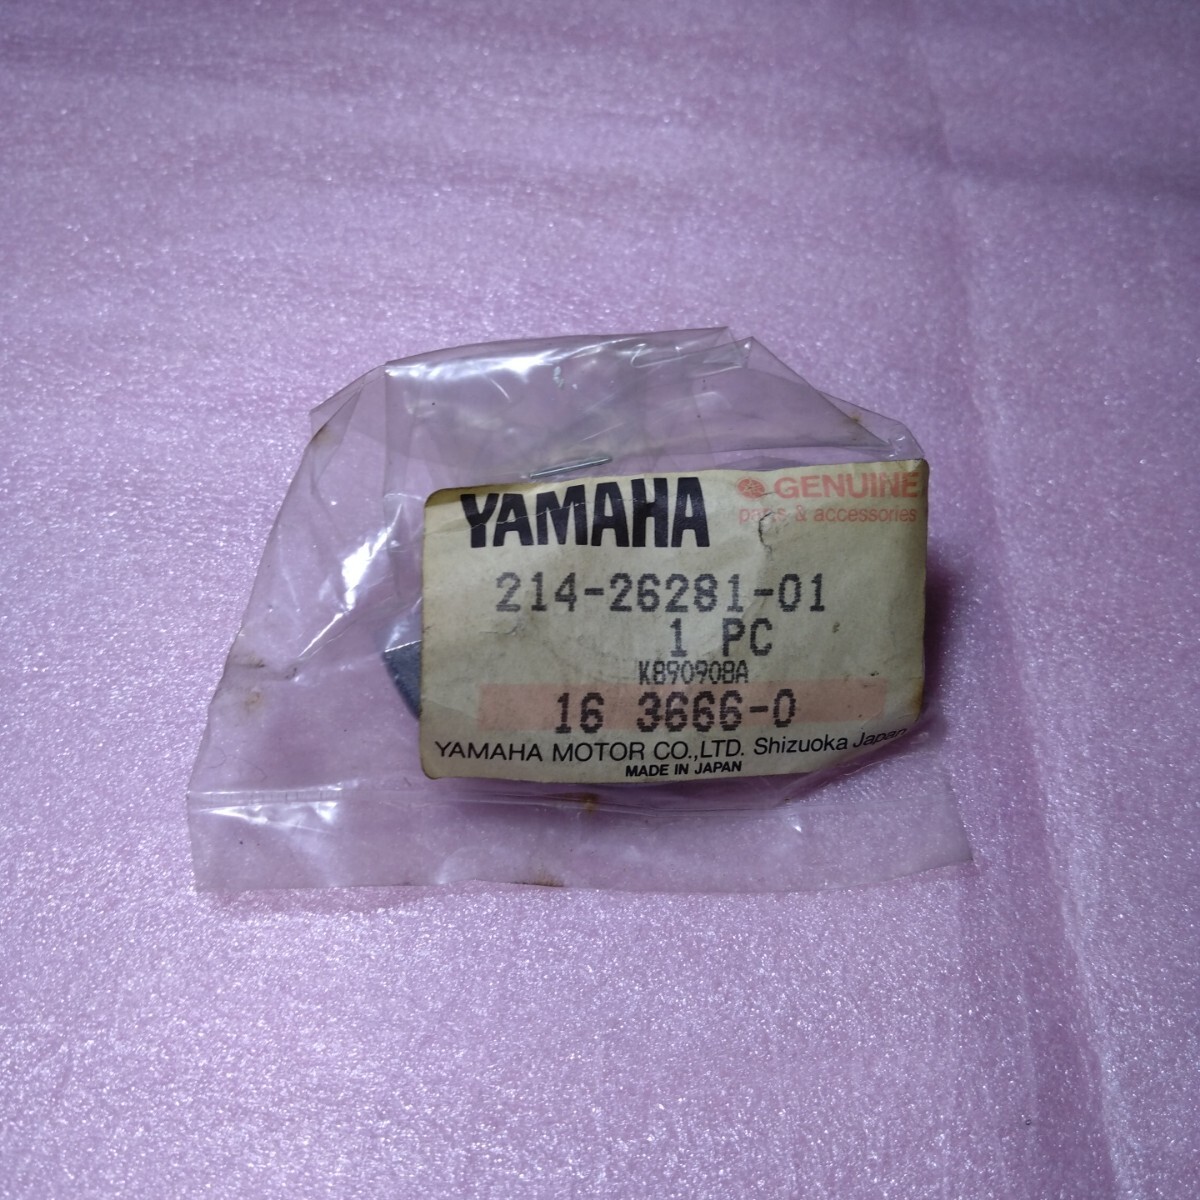 YAMAHA
GENUINE
parts & accessories
214-26281-01
1 PC
K890908A
16 3666-0
YAMAHA MOTOR CO.,LTD. Shizuoka Japan
MADE IN JAPAN